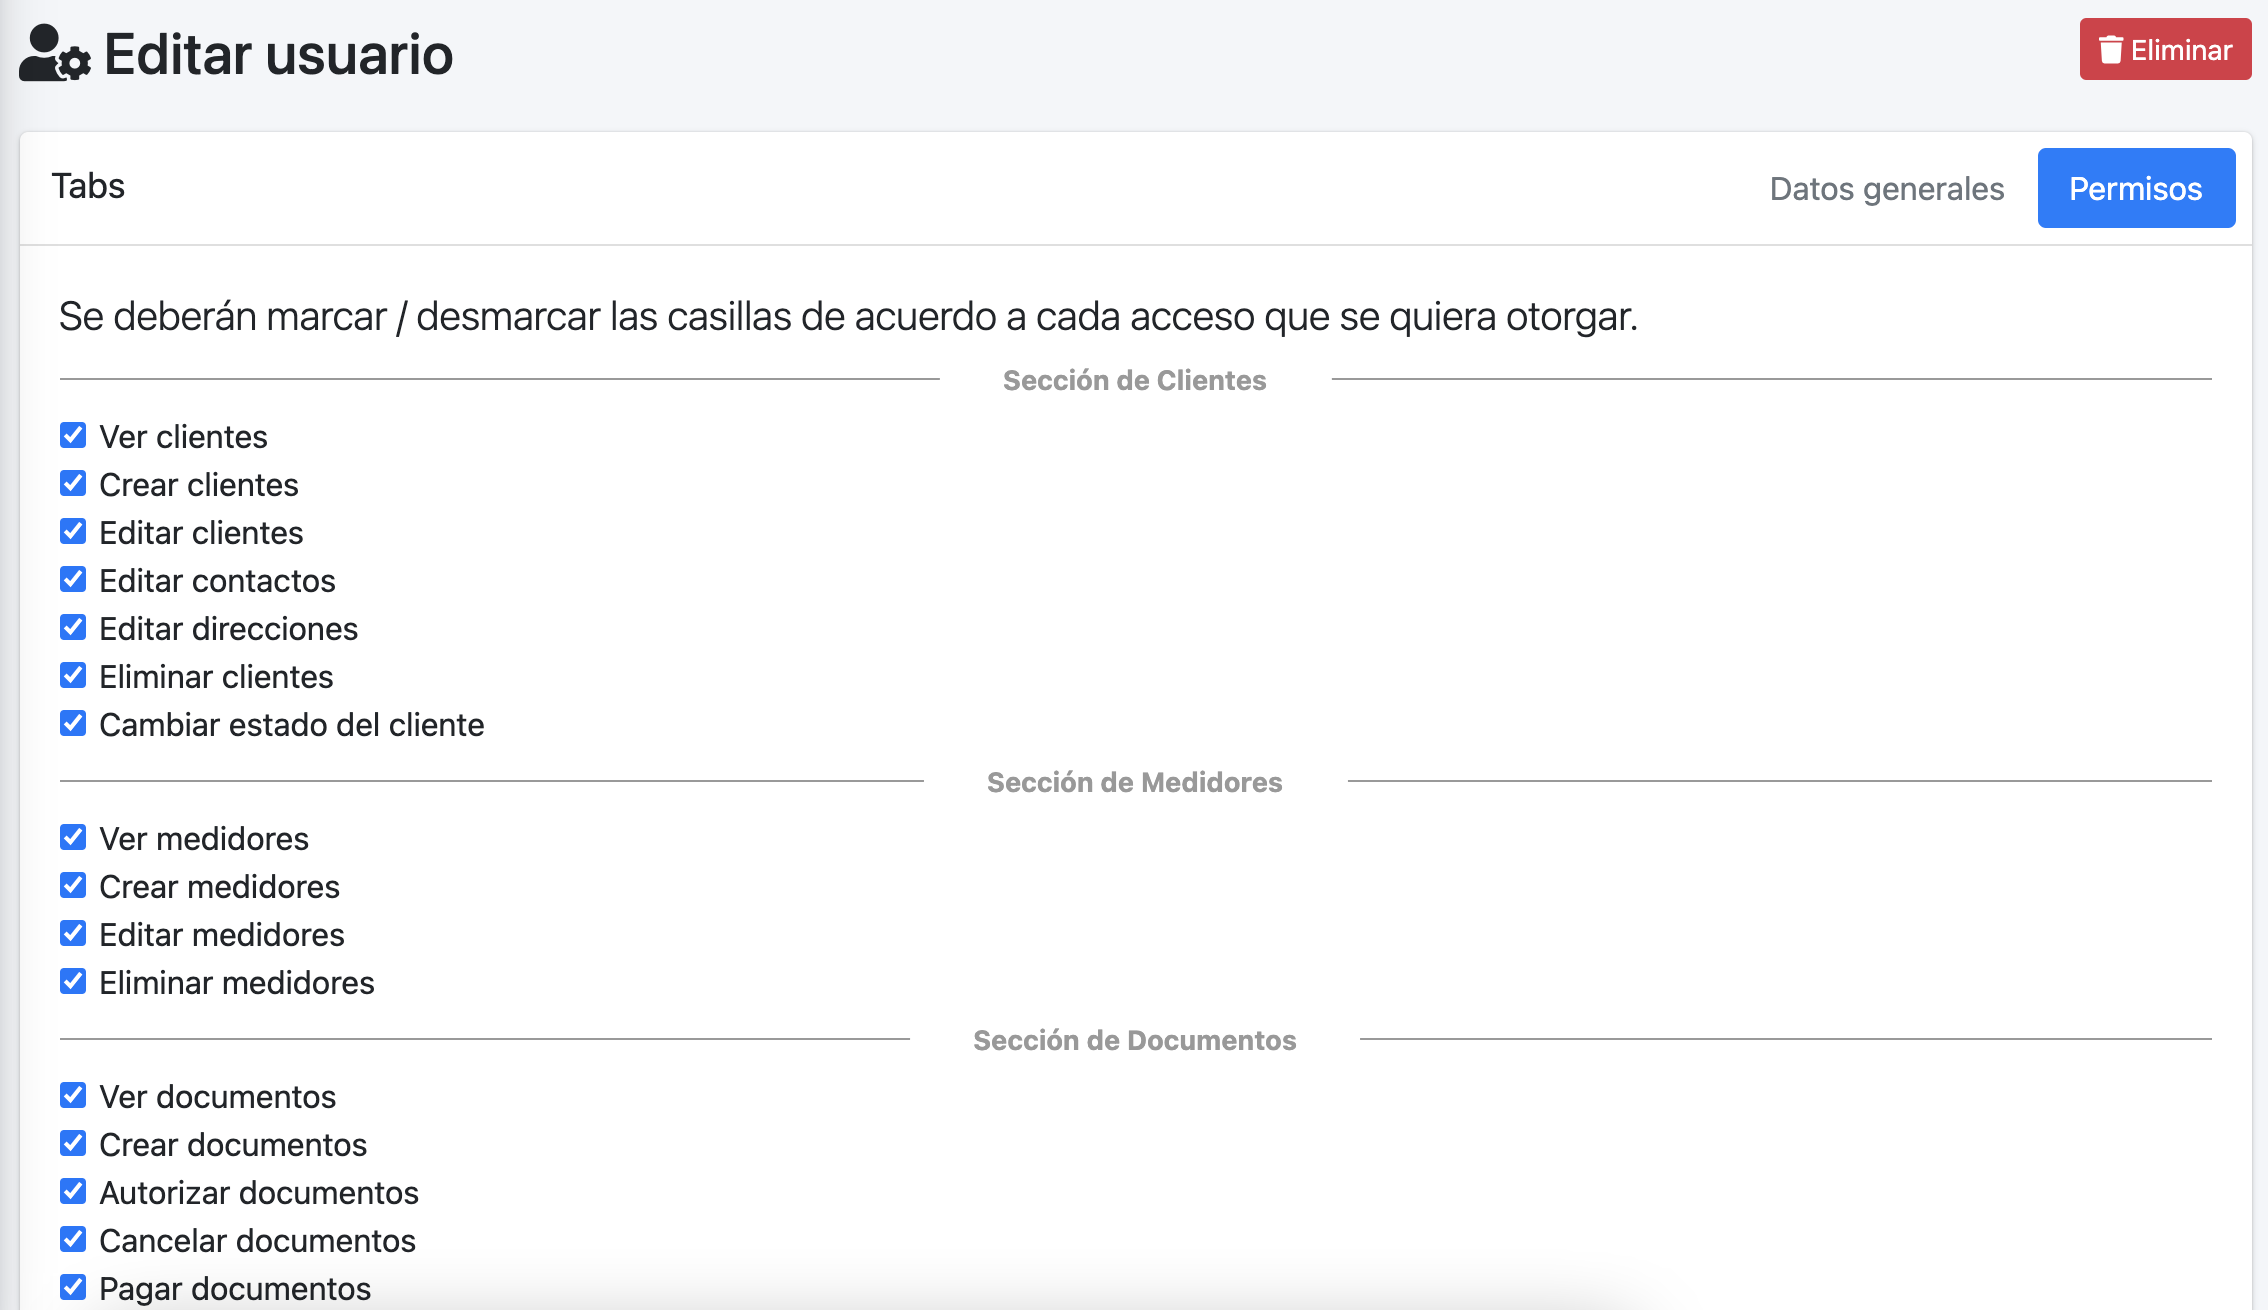 Editar usuario
Eliminar
Tabs
Datos generales
Permisos
Se deberán marcar / desmarcar las casillas de acuerdo a cada acceso que se quiera otorgar.
Sección de Clientes
Ver clientes
Crear clientes
Editar clientes
Editar contactos
Editar direcciones
Eliminar clientes
Cambiar estado del cliente
Sección de Medidores
Ver medidores
Crear medidores
Editar medidores
Eliminar medidores
Sección de Documentos
Ver documentos
Crear documentos
Autorizar documentos
Cancelar documentos
Pagar documentos